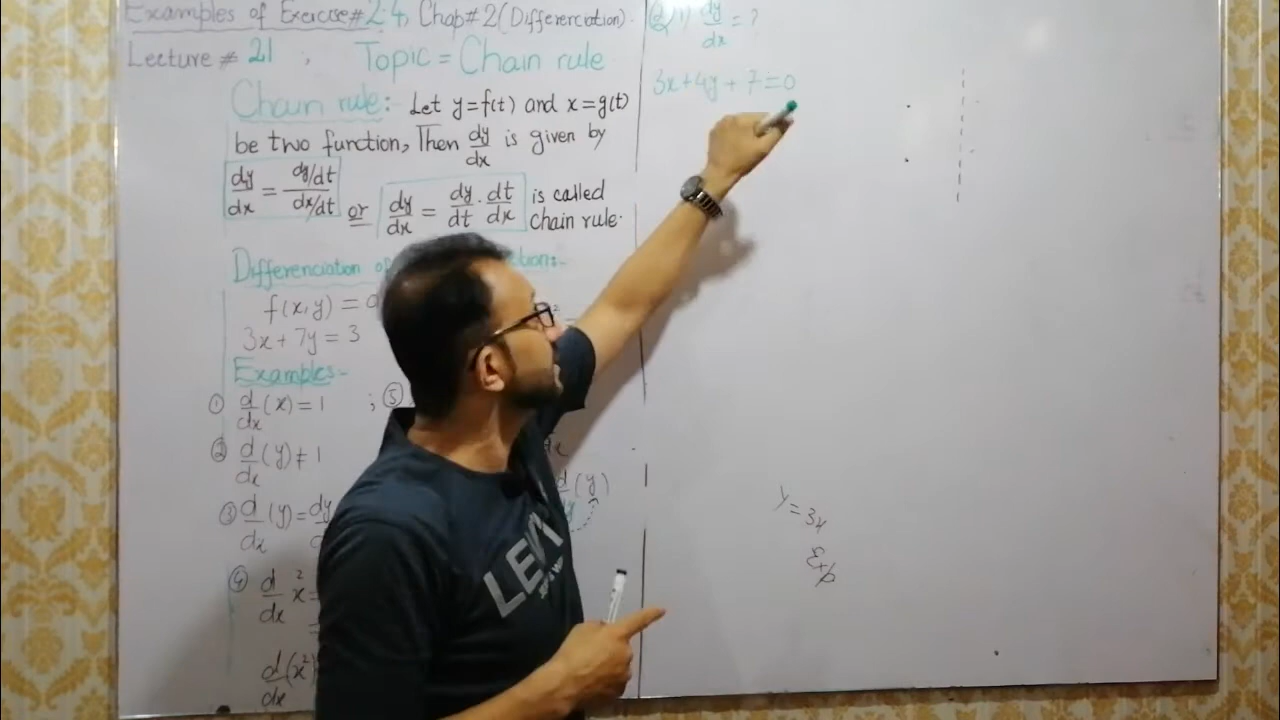 Examples of Exercise# 2.4, Chap# 2 (Differenciation).
Lecture # 21 ; Topic = Chain rule
Chain rule: Let y=f(t) and x=g(t)
be two function, Then dy/dx is given by
dy/dx = dy/dt / dx/dt or dy/dx = dy/dt . dt/dx is called
chain rule.
Differenciation of ction:-
f(x,y) = 0
3x + 7y = 3
Examples-
① d/dx (x) = 1 ; ⑤
② d/dx (y) ≠ 1
③ d/dx (y) = dy
d (y)
④ d/dx x² =
=
d/dx (x²)
LEVI
Q1) dy/dx = ?
3x+4y+7=0
y = 3x